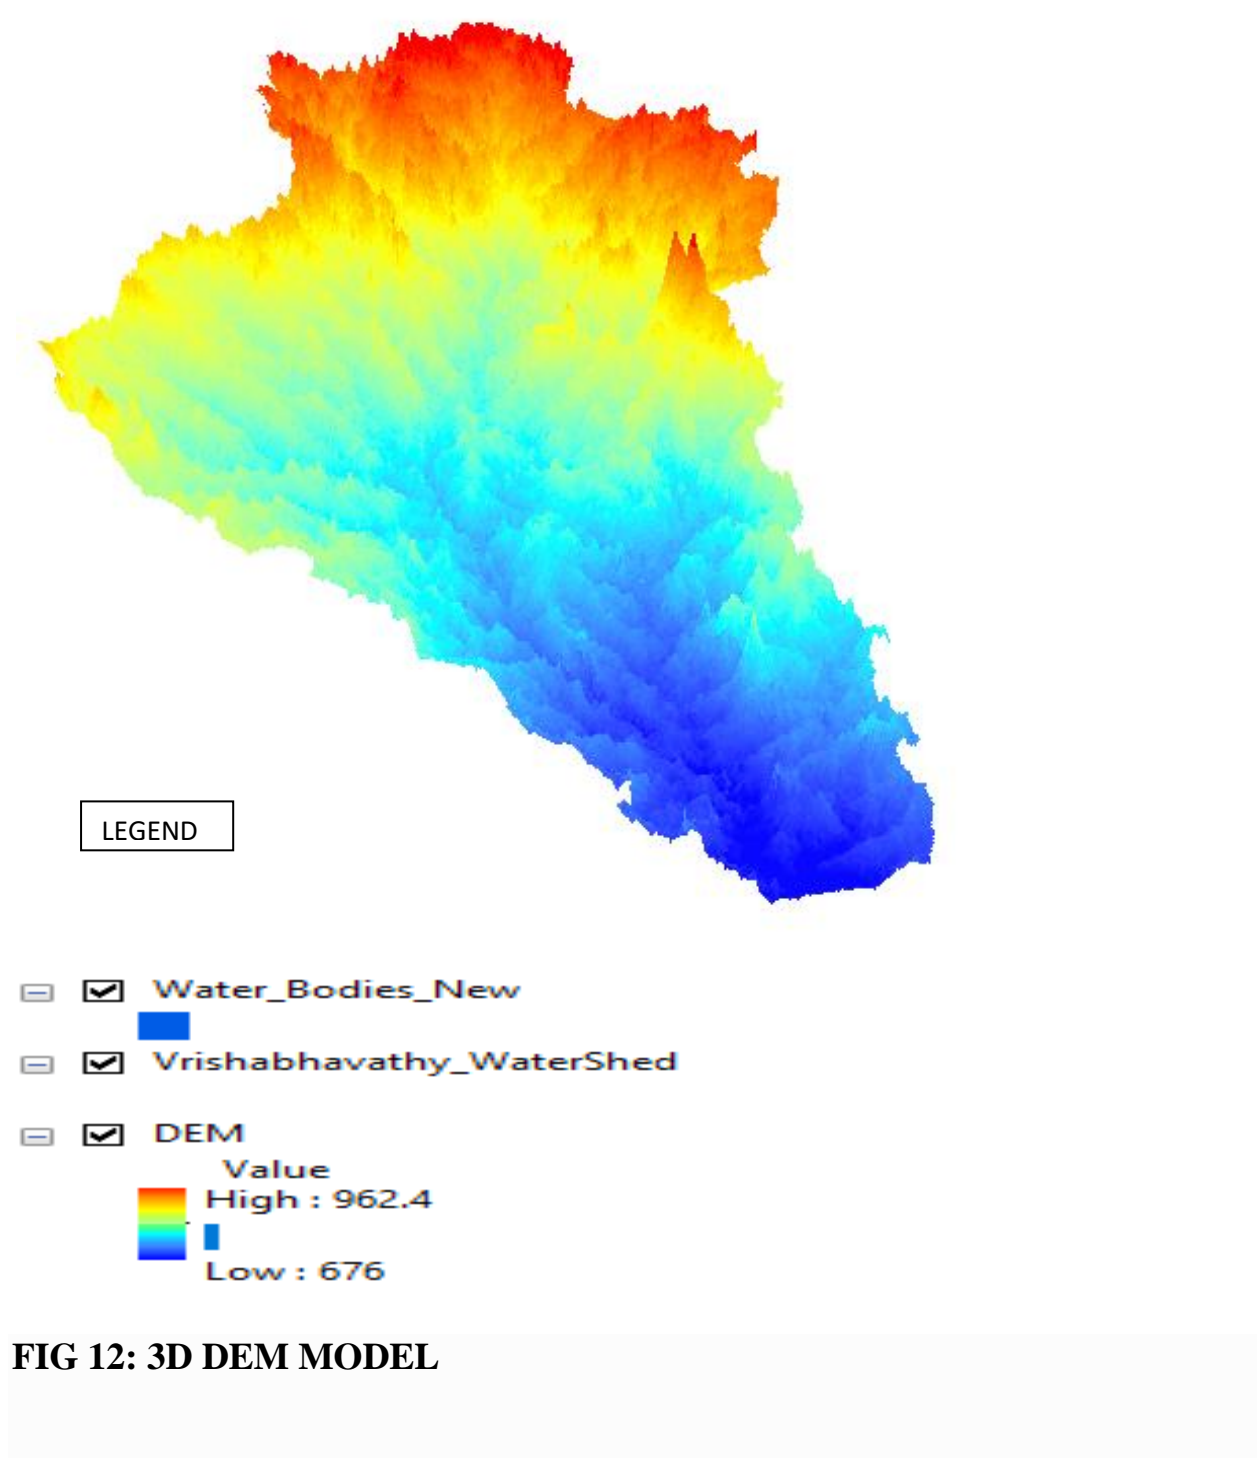 LEGEND
Water_Bodies_New
Vrishabhavathy_WaterShed
DEM
Value
High : 962.4
Low : 676
FIG 12: 3D DEM MODEL